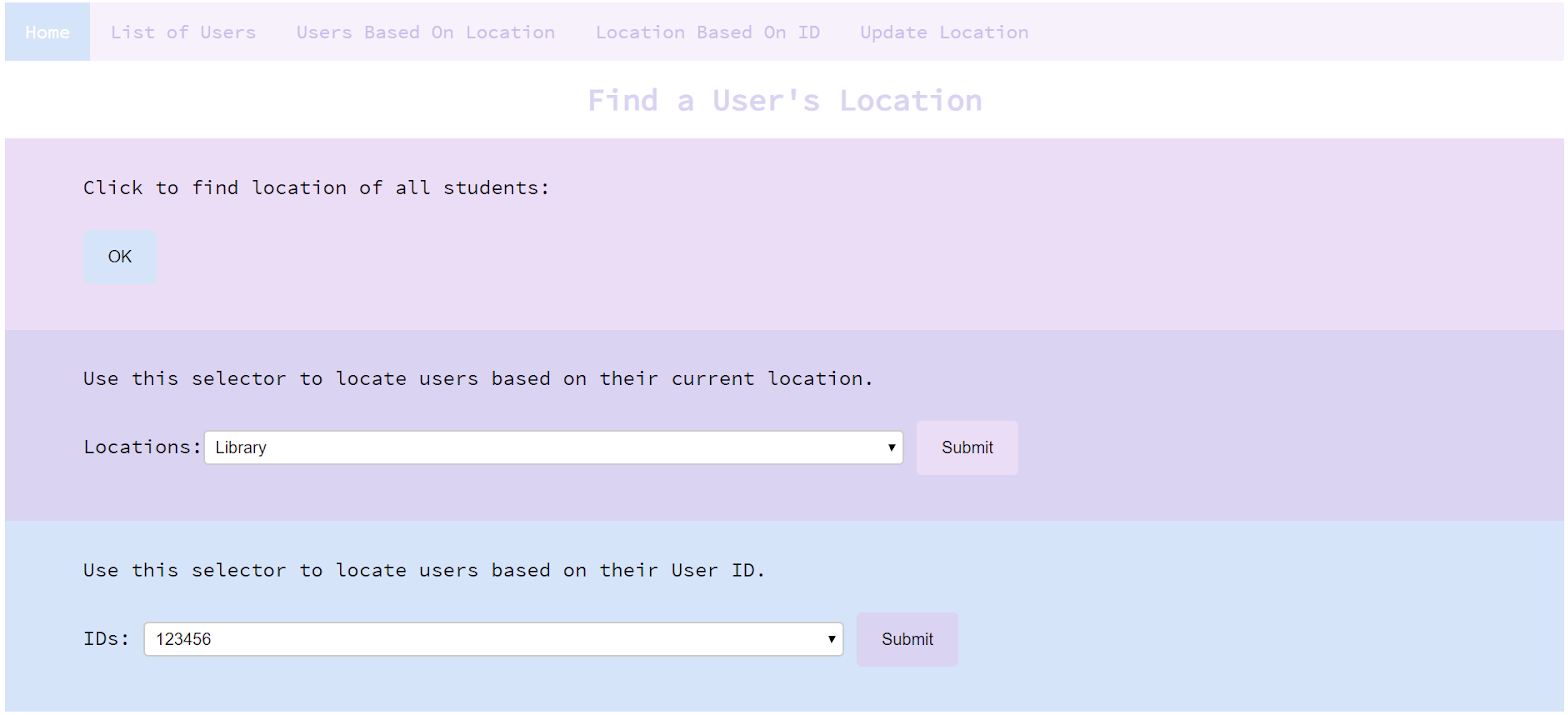 Home List of Users Users Based On Location Location Based On ID Update Location
Find a User's Location
Click to find location of all students:
OK
Use this selector to locate users based on their current location.
Locations: Library Submit
Use this selector to locate users based on their User ID.
IDs: 123456 Submit